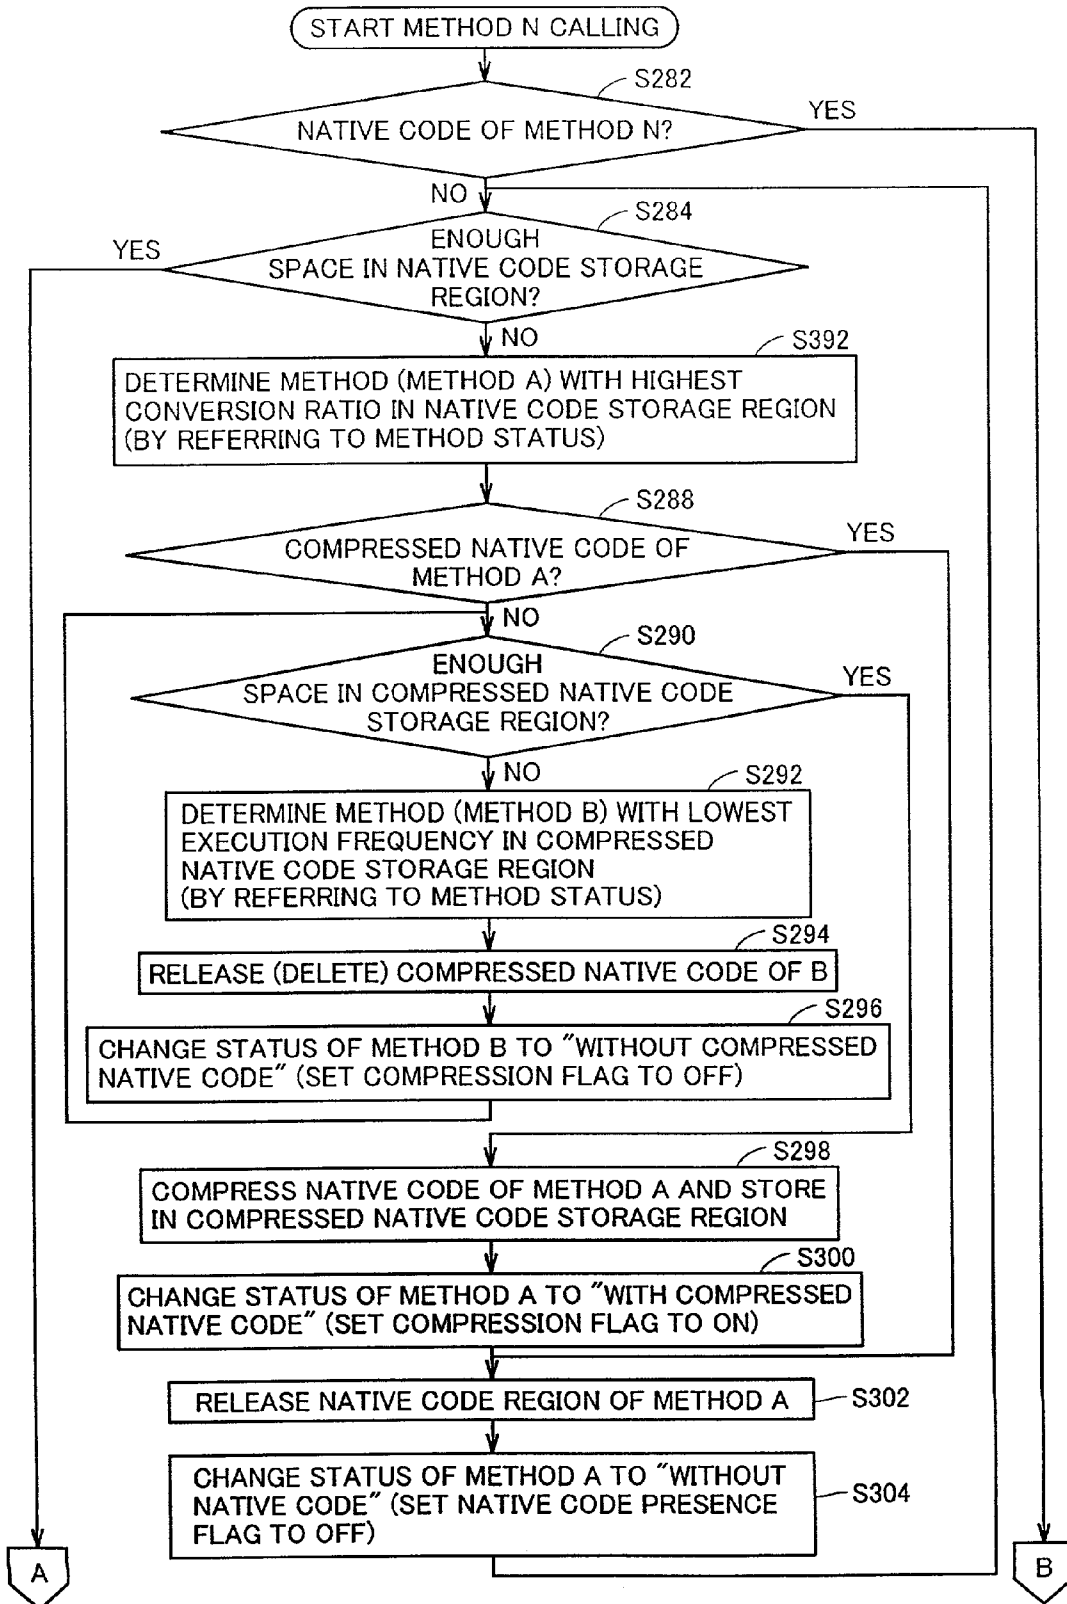 START METHOD N CALLING
S282
NATIVE CODE OF METHOD N?
YES
NO
S284
YES
ENOUGH
SPACE IN NATIVE CODE STORAGE
REGION?
NO
S392
DETERMINE METHOD (METHOD A) WITH HIGHEST
CONVERSION RATIO IN NATIVE CODE STORAGE REGION
(BY REFERRING TO METHOD STATUS)
S288
YES
COMPRESSED NATIVE CODE OF
METHOD A?
NO
S290
ENOUGH
YES
SPACE IN COMPRESSED NATIVE CODE
STORAGE REGION?
NO
S292
DETERMINE METHOD (METHOD B) WITH LOWEST
EXECUTION FREQUENCY IN COMPRESSED
NATIVE CODE STORAGE REGION
(BY REFERRING TO METHOD STATUS)
S294
RELEASE (DELETE) COMPRESSED NATIVE CODE OF B
S296
CHANGE STATUS OF METHOD B TO "WITHOUT COMPRESSED
NATIVE CODE" (SET COMPRESSION FLAG TO OFF)
S298
COMPRESS NATIVE CODE OF METHOD A AND STORE
IN COMPRESSED NATIVE CODE STORAGE REGION
S300
CHANGE STATUS OF METHOD A TO "WITH COMPRESSED
NATIVE CODE" (SET COMPRESSION FLAG TO ON)
RELEASE NATIVE CODE REGION OF METHOD A
S302
CHANGE STATUS OF METHOD A TO "WITHOUT
NATIVE CODE" (SET NATIVE CODE PRESENCE
FLAG TO OFF)
S304
A
B